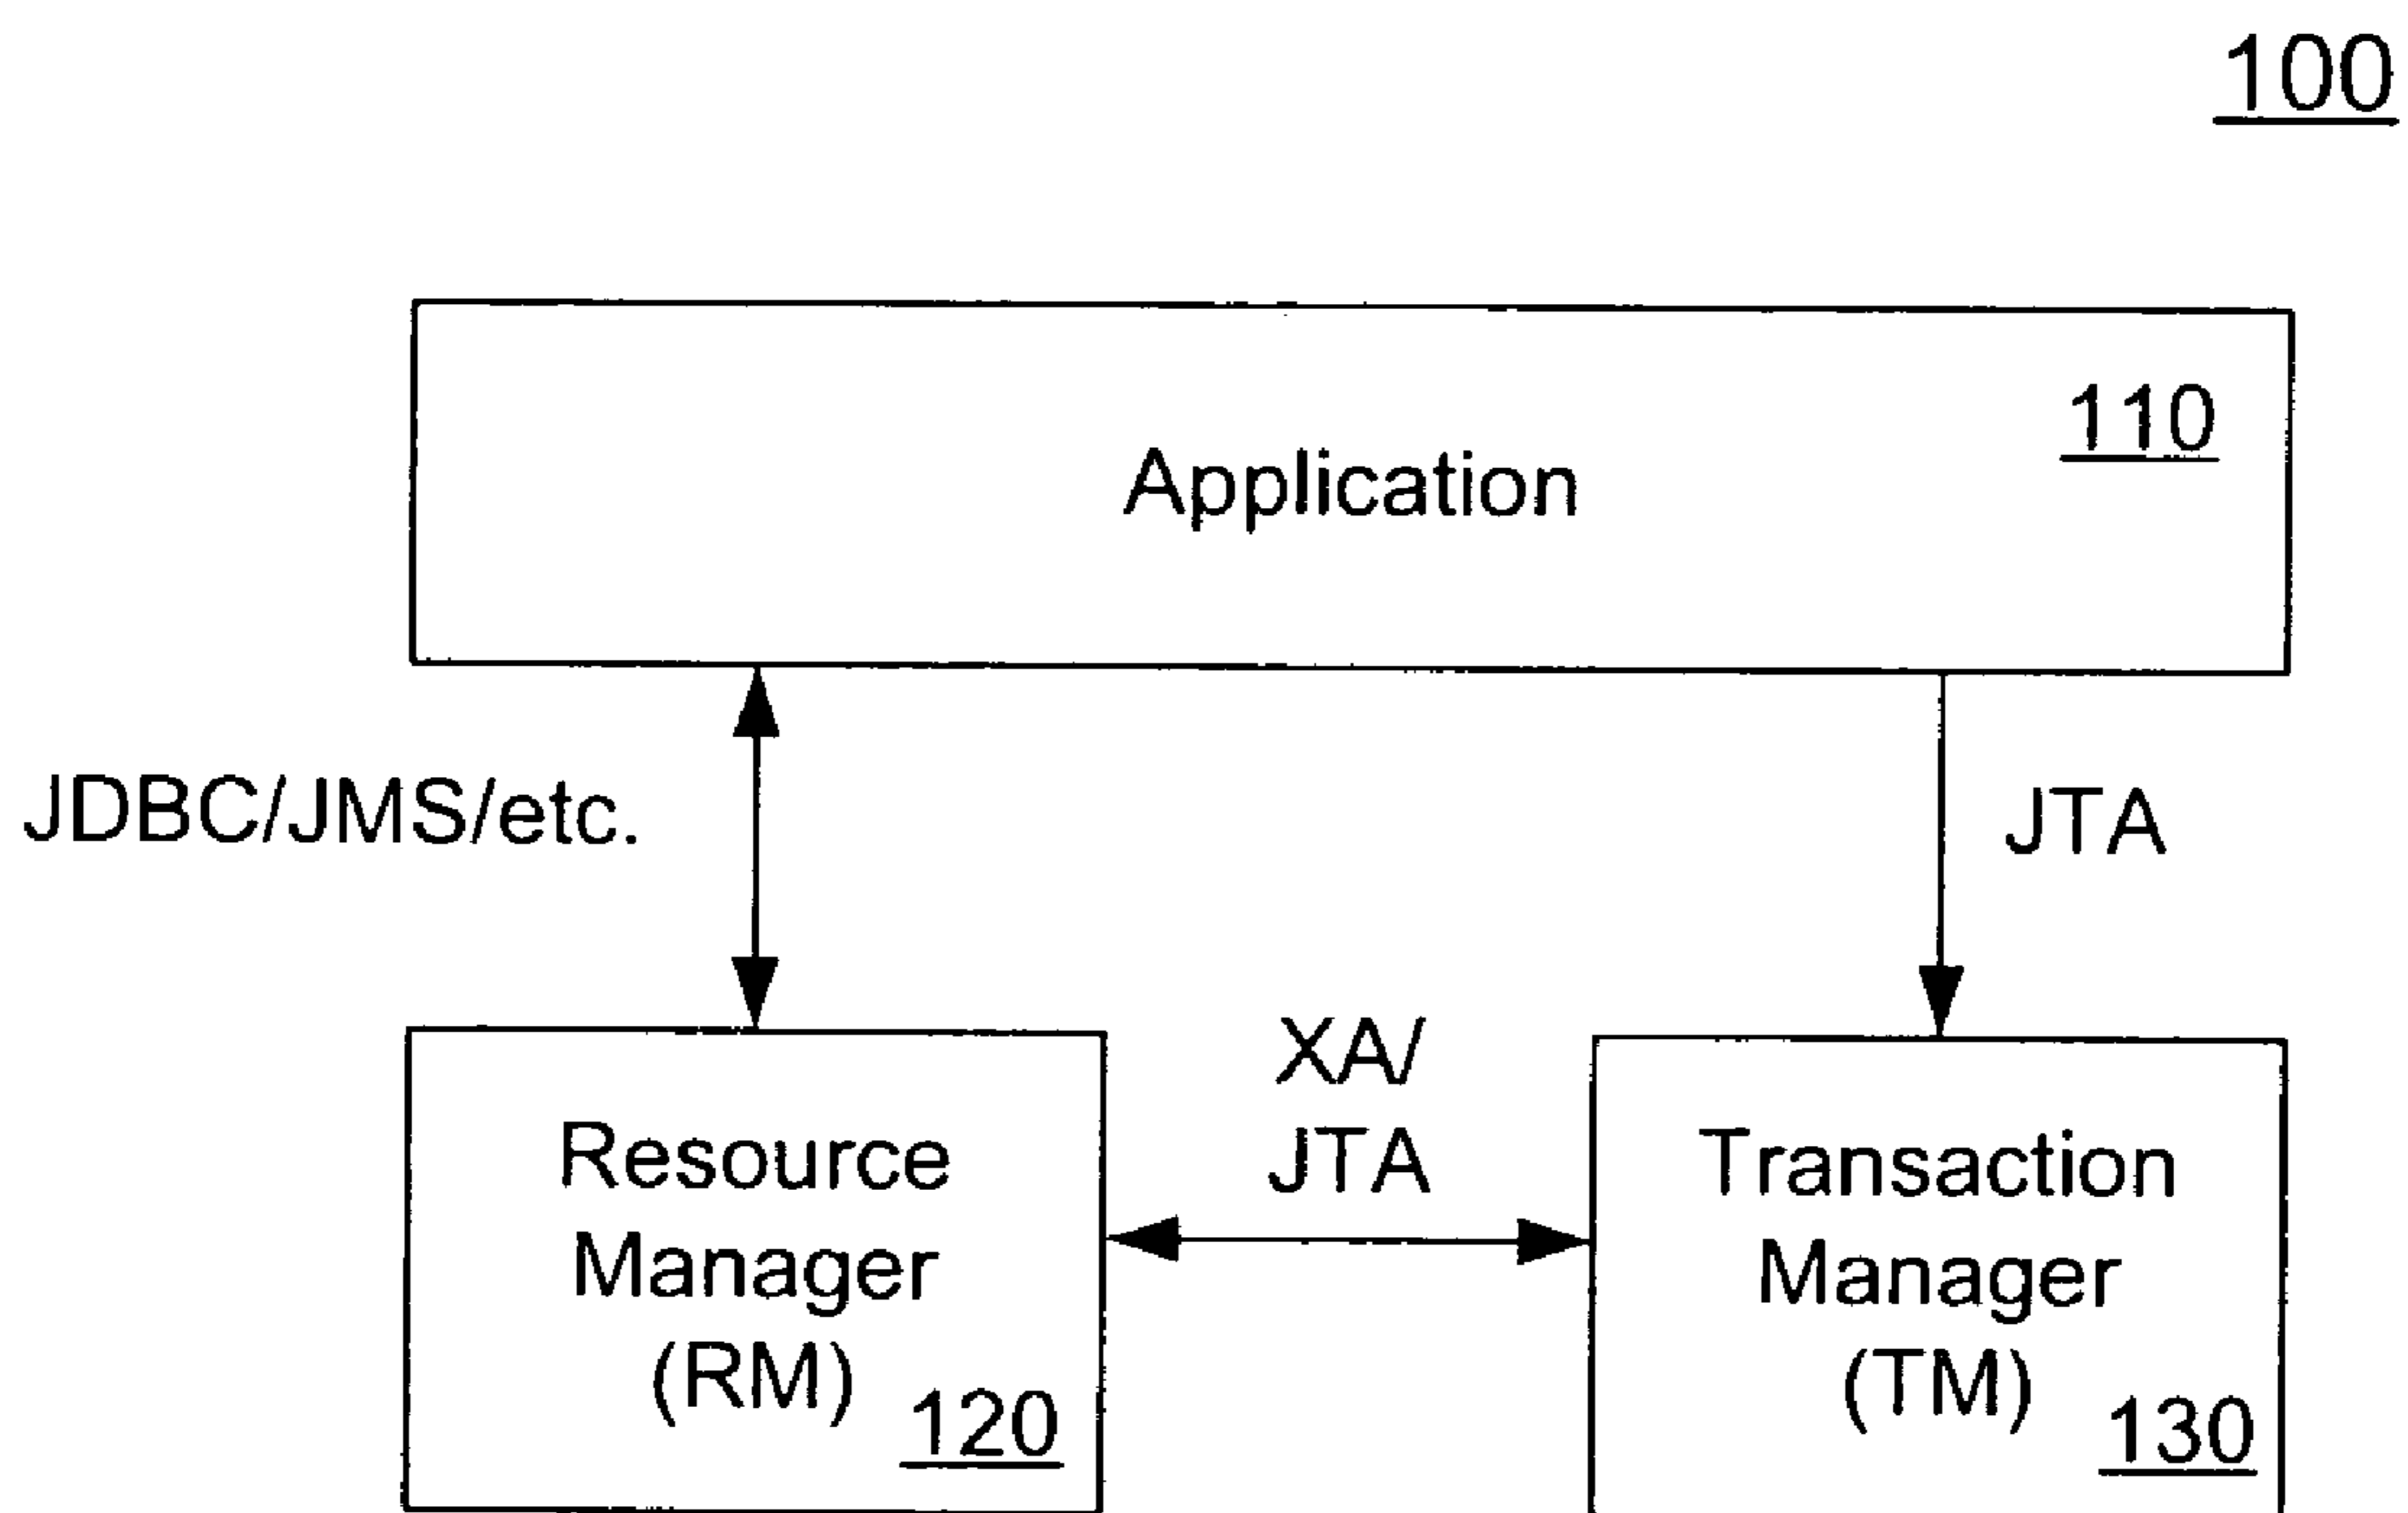 100
110
Application
JDBC/JMS/etc.
JTA
XA/
JTA
Resource
Manager
(RM)
120
Transaction
Manager
(TM)
130